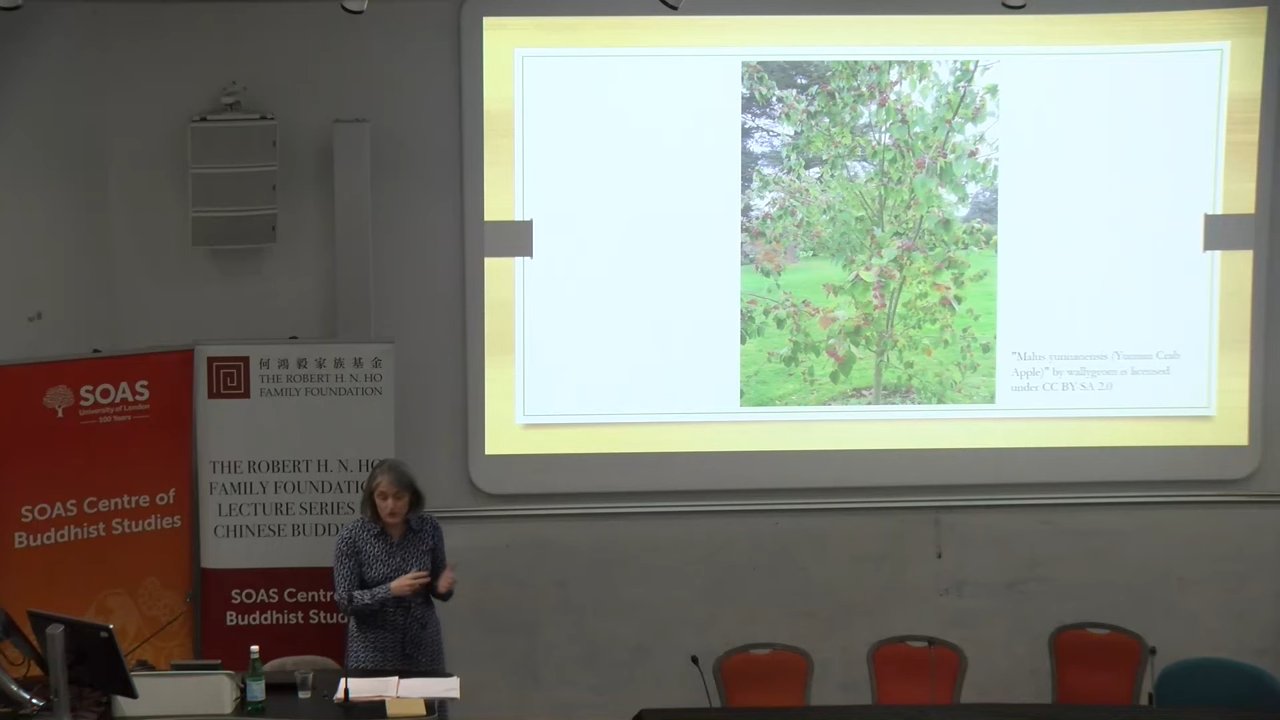 SOAS
University of London
100 Years
SOAS Centre of
Buddhist Studies
何鴻毅家族基金
THE ROBERT H. N. HO
FAMILY FOUNDATION
THE ROBERT H. N. HO
FAMILY FOUNDATIO
LECTURE SERIES
CHINESE BUDD
SOAS Centr
Buddhist Stud
"Malus yunnanensis (Yunnan Crab
Apple)" by wallygrom is licensed
under CC BY-SA 2.0